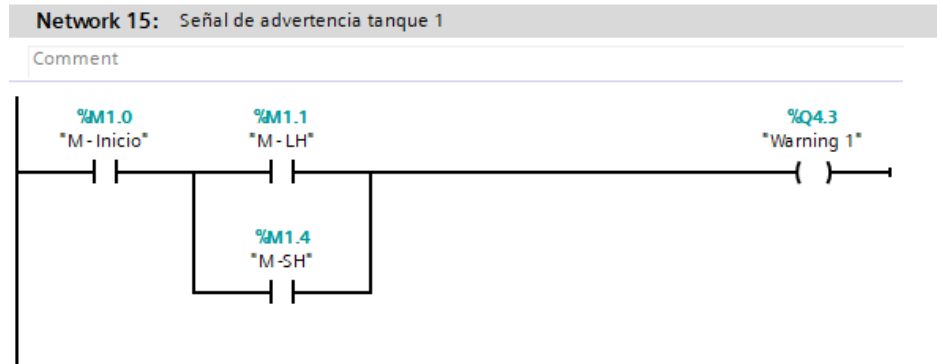 Network 15: Señal de advertencia tanque 1
Comment
%M1.0 %M1.1 %Q4.3
"M - Inicio" "M - LH" "Warning 1"
%M1.4
"M -SH"